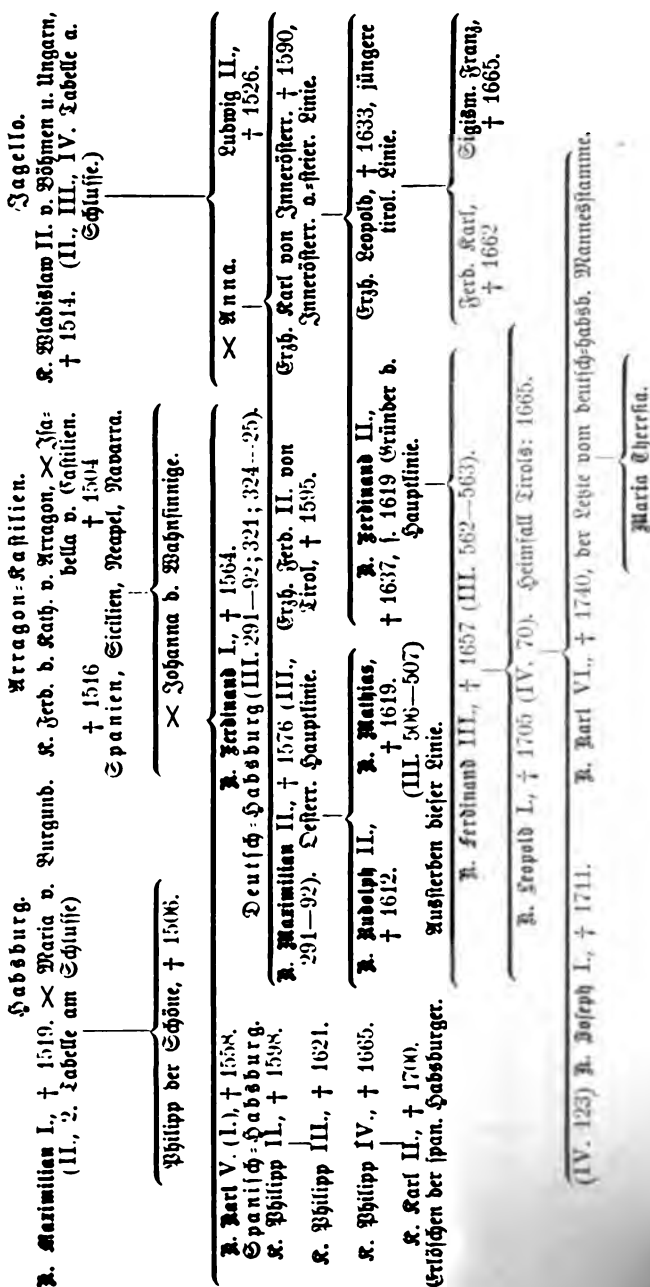 Habsburg.
K. Maximilian I., † 1519. × Maria v. Burgund.
(II., 2. Tabelle am Schlusse)
Arragon=Kastilien.
K. Ferd. d. Kath. v. Arragon, × Isa=
bella v. Castilien.
† 1516 † 1504
Spanien, Sicilien, Neapel, Navarra.
Jagello.
K. Wladislaw II. v. Böhmen u. Ungarn,
† 1514. (II., III., IV. Tabelle a.
Schlusse.)
Philipp der Schöne, † 1506.
× Johanna d. Wahnsinnige.
K. Karl V. (I.), † 1558.
Spanisch=Habsburg.
K. Philipp II., † 1598.
K. Philipp III., † 1621.
K. Philipp IV., † 1665.
K. Karl II., † 1700.
Erlöschen der span. Habsburger.
K. Ferdinand I., † 1564.
Deutsch=Habsburg (III. 291—92; 321; 324—25).
× Anna.
Ludwig II.,
† 1526.
K. Maximilian II., † 1576 (III.,
291—92). Oesterr. Hauptlinie.
Erzh. Ferd. II. von
Tirol, † 1595.
Erzh. Karl von Inneröstr. † 1590,
Innerösterr. o.=steier. Linie.
K. Rudolph II.,
† 1612.
K. Mathias,
† 1619.
(III. 506—507)
Aussterben dieser Linie.
K. Ferdinand II.,
† 1637, s. 1619 Gründer d.
Hauptlinie.
Erzh. Leopold, † 1633, jüngere
tirol. Linie.
K. Ferdinand III., † 1657 (III. 562—563).
Ferd. Karl,
† 1662
Sigism. Franz,
† 1665.
K. Leopold I., † 1705 (IV. 70). Heimfall Tirols: 1665.
(IV. 123) K. Joseph I., † 1711.
K. Karl VI., † 1740, der Letzte vom deutsch=habsb. Mannesstamme.
Maria Theresia.